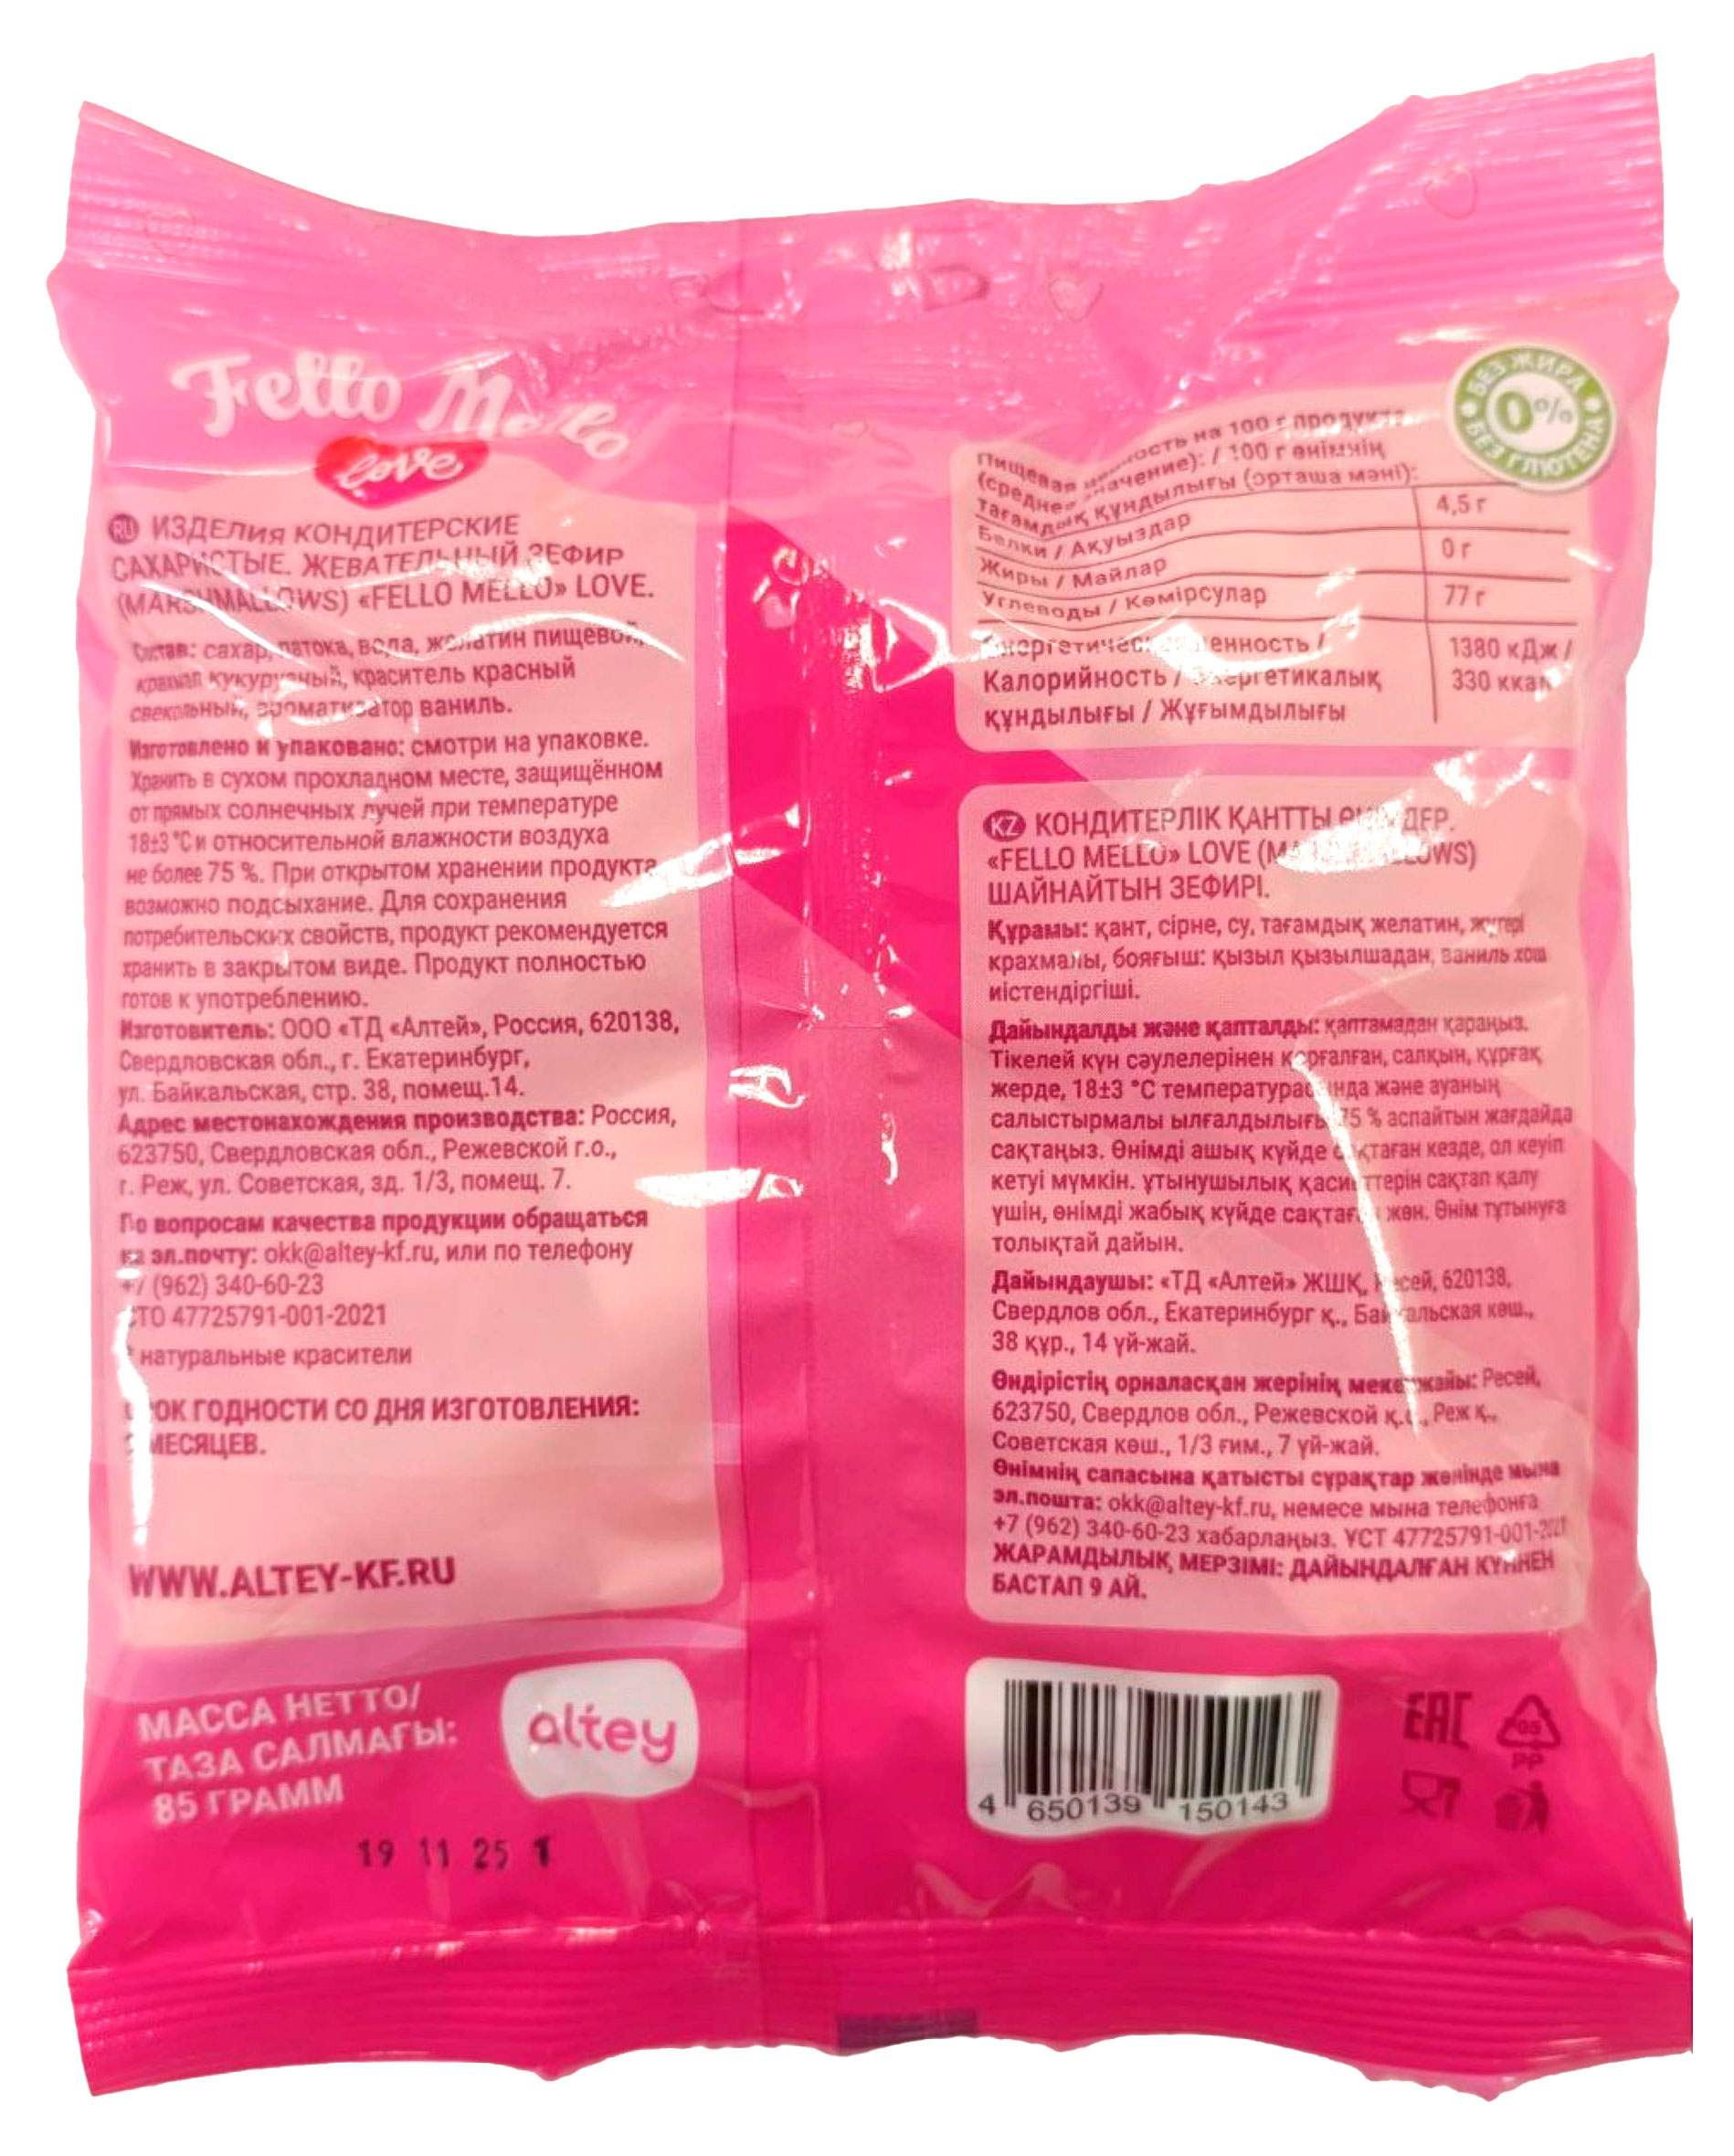 Fello Mello
love
RU ИЗДЕЛИЯ КОНДИТЕРСКИЕ
САХАРИСТЫЕ. ЖЕВАТЕЛЬНЫЙ ЗЕФИР
(MARSHMALLOWS) «FELLO MELLO» LOVE.
Состав: сахар, патока, вода, желатин пищевой,
крахмал кукурузный, краситель красный
свекольный, ароматизатор ваниль.
Изготовлено и упаковано: смотри на упаковке.
Хранить в сухом прохладном месте, защищённом
от прямых солнечных лучей при температуре
18±3 °C и относительной влажности воздуха
не более 75 %. При открытом хранении продукта
возможно подсыхание. Для сохранения
потребительских свойств, продукт рекомендуется
хранить в закрытом виде. Продукт полностью
готов к употреблению.
Изготовитель: ООО «ТД «Алтей», Россия, 620138,
Свердловская обл., г. Екатеринбург,
ул. Байкальская, стр. 38, помещ.14.
Адрес местонахождения производства: Россия,
623750, Свердловская обл., Режевской г.о.,
г. Реж, ул. Советская, зд. 1/3, помещ. 7.
По вопросам качества продукции обращаться
на эл.почту: okk@altey-kf.ru, или по телефону
+7 (962) 340-60-23
СТО 47725791-001-2021
* натуральные красители
СРОК ГОДНОСТИ СО ДНЯ ИЗГОТОВЛЕНИЯ:
МЕСЯЦЕВ.
WWW.ALTEY-KF.RU
МАССА НЕТТО/
ТАЗА САЛМАҒЫ:
85 ГРАММ
altey
19 11 25 1
БЕЗ ЖИРА
0%
БЕЗ ГЛЮТЕНА
Пищевая ценность на 100 г продукта
(среднее значение): / 100 г өнімнің
тағамдық құндылығы (орташа мәні):
Белки / Ақуыздар 4,5 г
Жиры / Майлар 0 г
Углеводы / Көмірсулар 77 г
Энергетическая ценность / 1380 кДж /
Калорийность / Энергетикалық 330 ккал
құндылығы / Жұғымдылығы
KZ КОНДИТЕРЛІК ҚАНТТЫ ӨНІМДЕР.
«FELLO MELLO» LOVE (MARSHMALLOWS)
ШАЙНАЙТЫН ЗЕФИРІ.
Құрамы: қант, сірне, су, тағамдық желатин, жүгері
крахмалы, бояғыш: қызыл қызылшадан, ваниль хош
иістендіргіші.
Дайындалды және қапталды: қаптамадан қараңыз.
Тікелей күн сәулелерінен қорғалған, салқын, құрғақ
жерде, 18±3 °C температурасында және ауаның
салыстырмалы ылғалдылығы 75 % аспайтын жағдайда
сақтаңыз. Өнімді ашық күйде сақтаған кезде, ол кеуіп
кетуі мүмкін. ұтынушылық қасиеттерін сақтап қалу
үшін, өнімді жабық күйде сақтаған жөн. Өнім тұтынуға
толықтай дайын.
Дайындаушы: «ТД «Алтей» ЖШҚ, Ресей, 620138,
Свердлов обл., Екатеринбург қ., Байкальская көш.,
38 құр., 14 үй-жай.
Өндірістің орналасқан жерінің мекенжайы: Ресей,
623750, Свердлов обл., Режевской қ.о., Реж қ.,
Советская көш., 1/3 ғим., 7 үй-жай.
Өнімнің сапасына қатысты сұрақтар жөнінде мына
эл.пошта: okk@altey-kf.ru, немесе мына телефонға
+7 (962) 340-60-23 хабарлаңыз. ҰСТ 47725791-001-2021
ЖАРАМДЫЛЫҚ МЕРЗІМІ: ДАЙЫНДАЛҒАН КҮННЕН
БАСТАП 9 АЙ.
4 650139 150143
EAC
05
PP